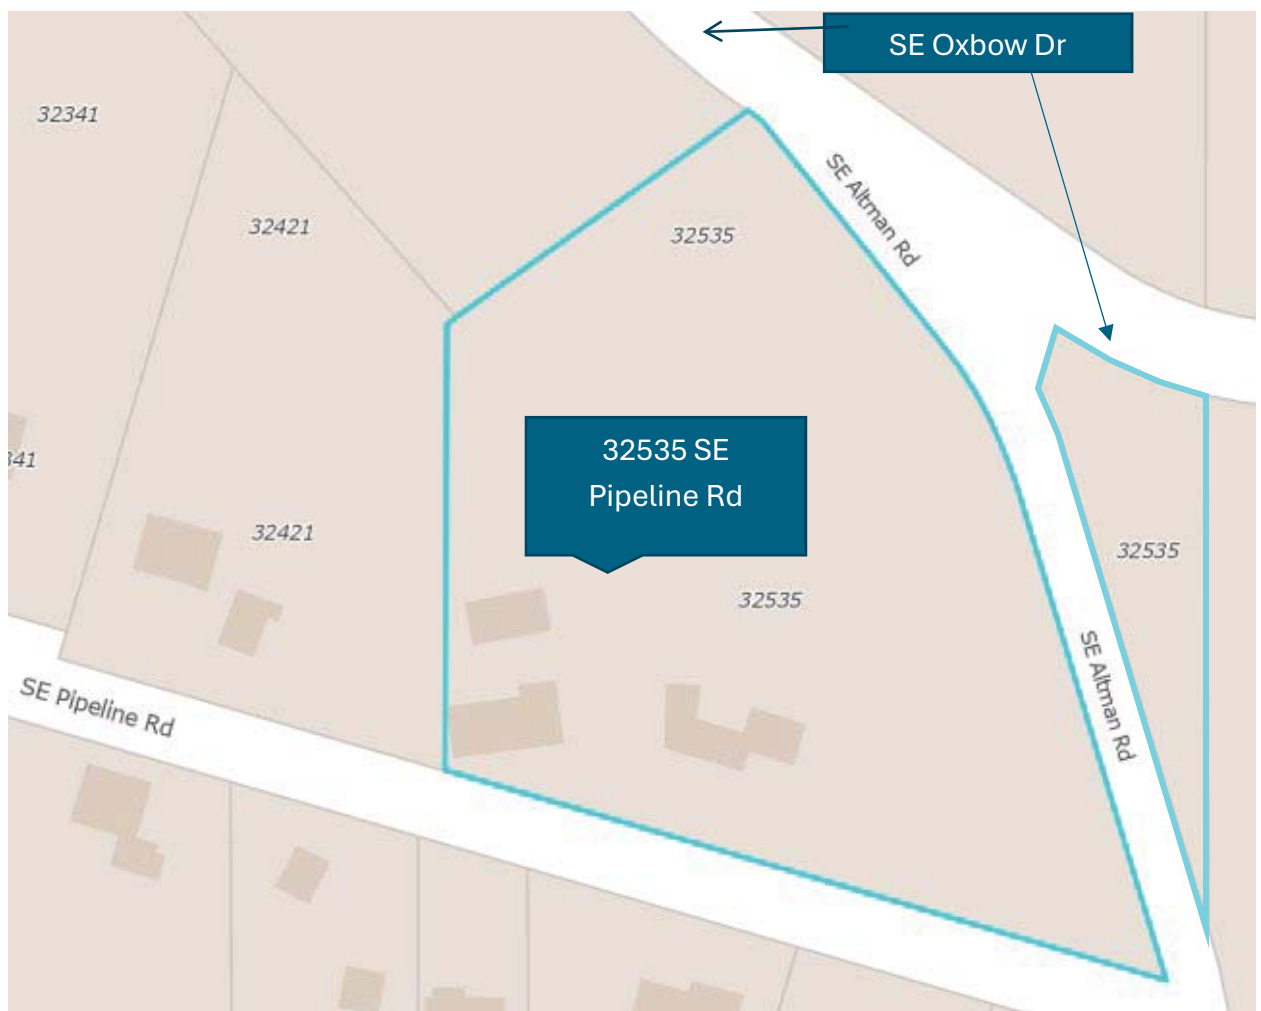 SE Oxbow Dr
32341
SE Altman Rd
32421
32535
32535 SE
Pipeline Rd
341
32421
32535
32535
SE Altman Rd
SE Pipeline Rd